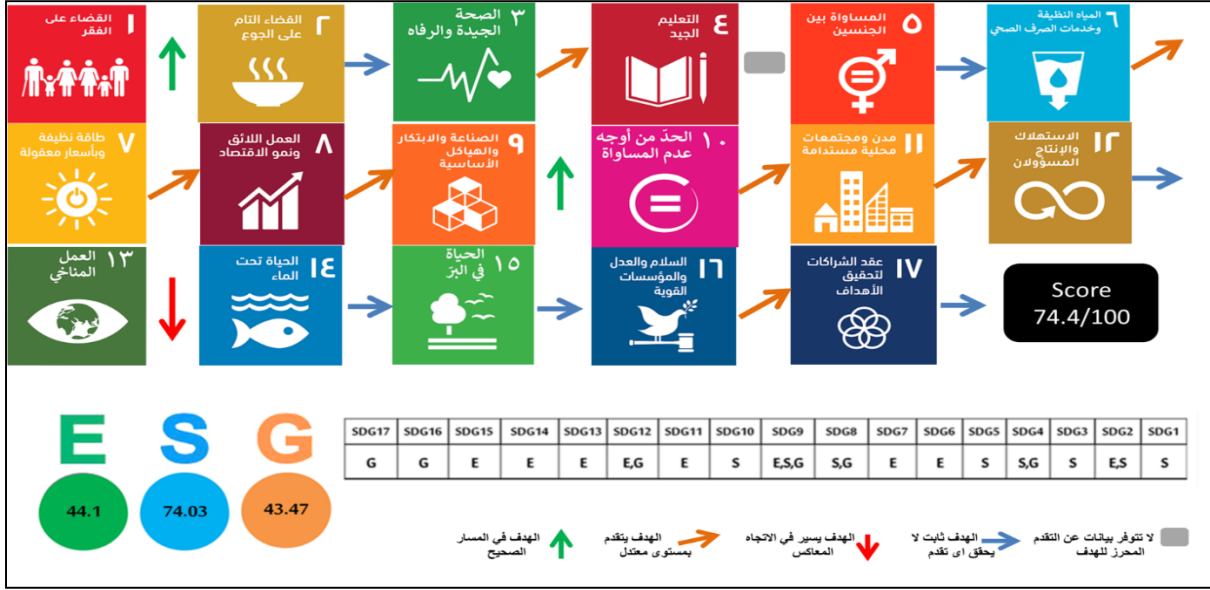 ١ القضاء على
الفقر
٢ القضاء التام
على الجوع
٣ الصحة
الجيدة والرفاه
٤ التعليم
الجيد
٥ المساواة بين
الجنسين
٦ المياه النظيفة
وخدمات الصرف الصحي
٧ طاقة نظيفة
وبأسعار معقولة
٨ العمل اللائق
ونمو الاقتصاد
٩ الصناعة والابتكار
والهياكل
الأساسية
١٠ الحدّ من أوجه
عدم المساواة
١١ مدن ومجتمعات
محلية مستدامة
١٢ الاستهلاك
والإنتاج
المسؤولان
١٣ العمل
المناخي
١٤ الحياة تحت
الماء
١٥ الحياة
في البرّ
١٦ السلام والعدل
والمؤسسات
القوية
١٧ عقد الشراكات
لتحقيق
الأهداف
Score
74.4/100
E S G
44.1 74.03 43.47
SDG17 SDG16 SDG15 SDG14 SDG13 SDG12 SDG11 SDG10 SDG9 SDG8 SDG7 SDG6 SDG5 SDG4 SDG3 SDG2 SDG1
G G E E E E,G E S E,S,G S,G E E S S,G S E,S S
لا تتوفر بيانات عن التقدم
المحرز للهدف
الهدف ثابت لا
يحقق اى تقدم
الهدف يسير في الاتجاه
المعاكس
الهدف يتقدم
بمستوى معتدل
الهدف في المسار
الصحيح